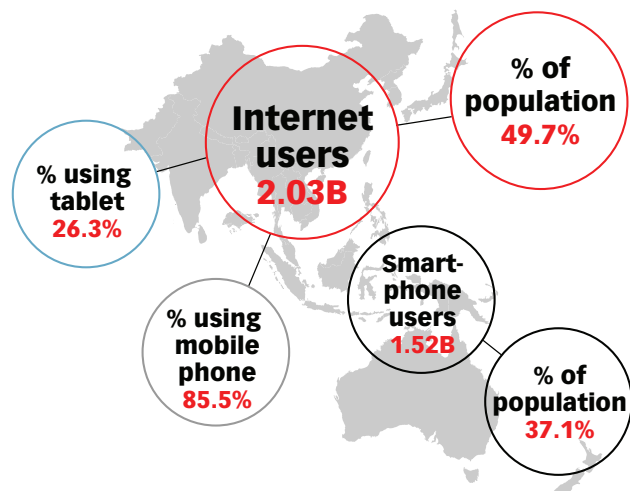 % of
population
49.7%
Internet
users
2.03B
% using
tablet
26.3%
Smart-
phone
users
1.52B
% using
mobile
phone
85.5%
% of
population
37.1%